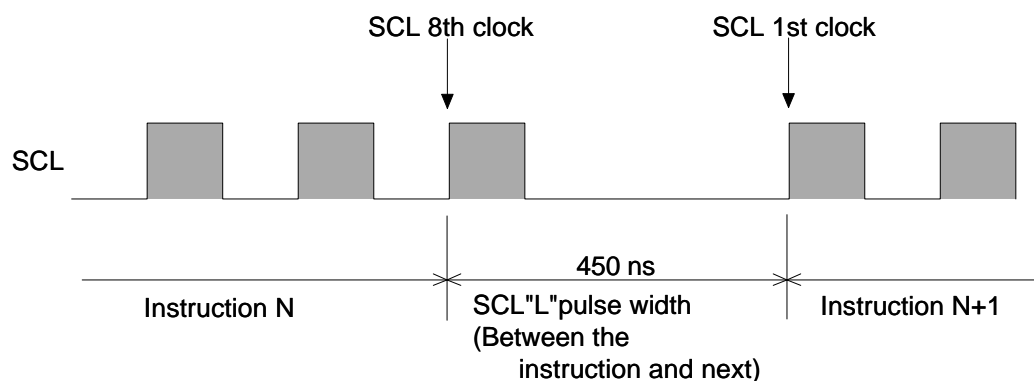 SCL 8th clock
SCL 1st clock
SCL
450 ns
Instruction N
SCL"L"pulse width
(Between the
instruction and next)
Instruction N+1